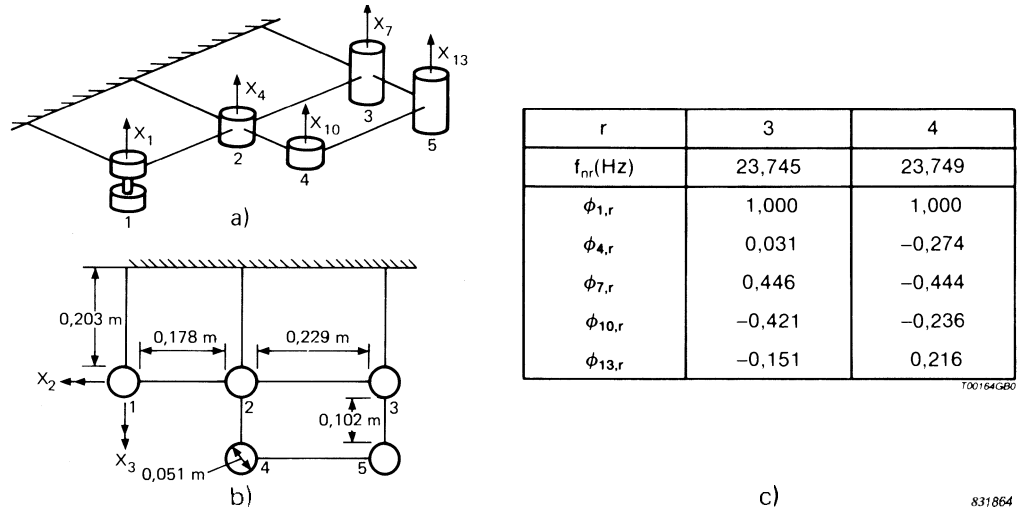 X7
X13
X4
X10
X1
3
5
2
4
1
a)
0,203 m
0,178 m
0,229 m
X2
1
2
3
0,102 m
X3
0,051 m
4
5
b)
r 3 4
fnr(Hz) 23,745 23,749
ϕ1,r 1,000 1,000
ϕ4,r 0,031 −0,274
ϕ7,r 0,446 −0,444
ϕ10,r −0,421 −0,236
ϕ13,r −0,151 0,216
T00164GB0
c)
831864